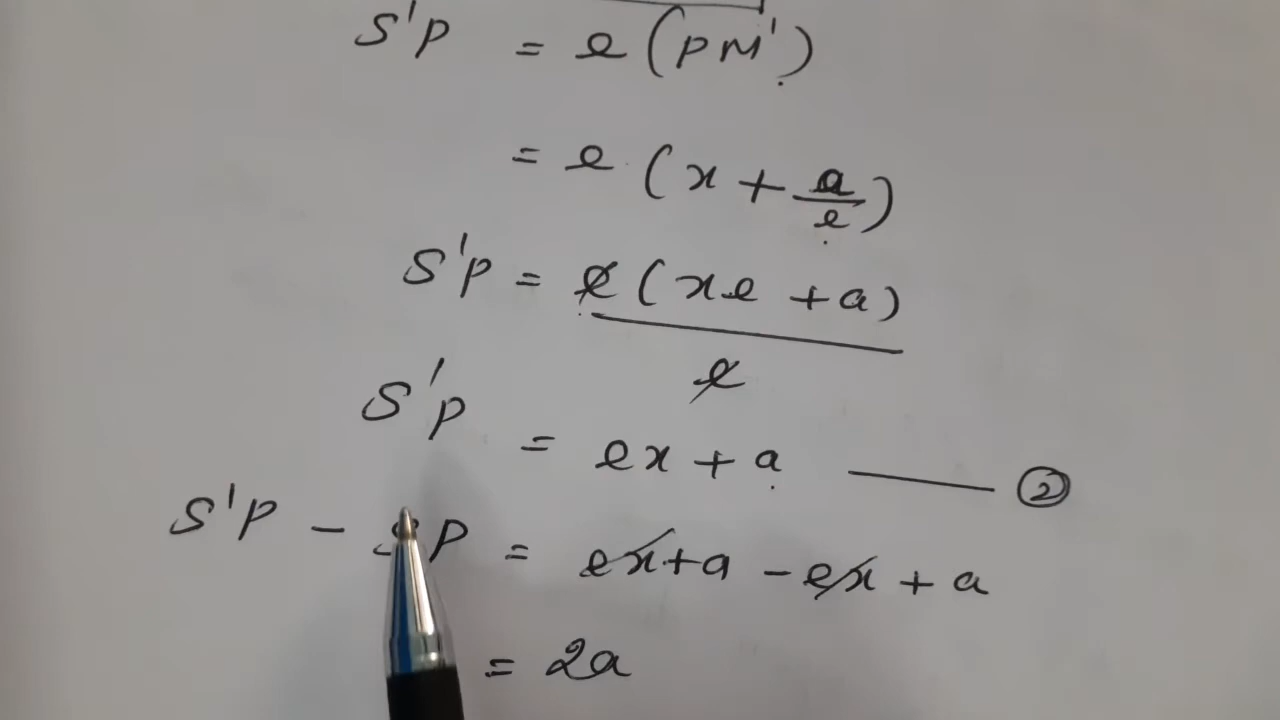 S'P = e(PM')
= e(x + a/e)
S'P = e(xe + a)
e
S'P = ex + a —— ②
S'P - SP = ex + a - ex + a
= 2a